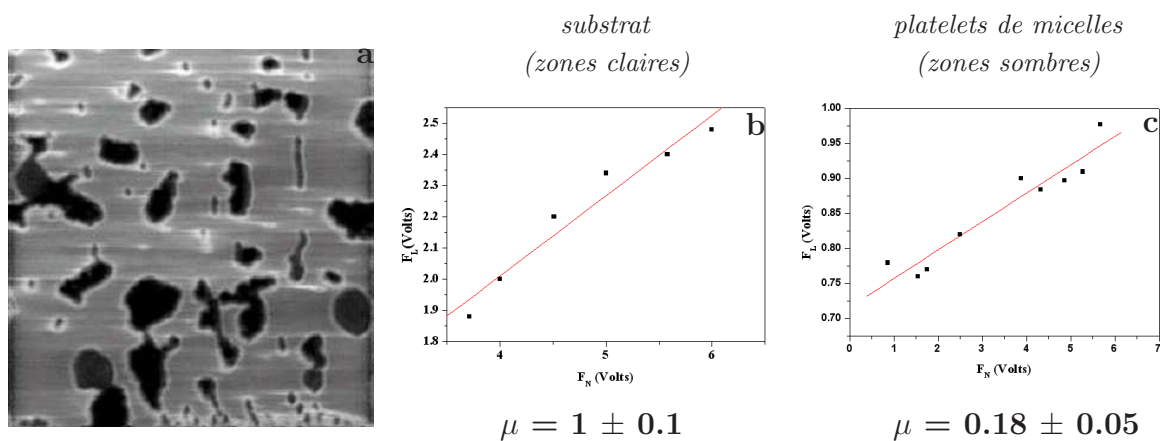 a
substrat
(zones claires)
2.5
2.4
2.3
2.2
2.1
2.0
1.9
1.8
F_L (Volts)
4
5
6
F_N (Volts)
b
μ = 1 ± 0.1
platelets de micelles
(zones sombres)
1.00
0.95
0.90
0.85
0.80
0.75
0.70
F_L (Volts)
0
1
2
3
4
5
6
7
F_N (Volts)
c
μ = 0.18 ± 0.05